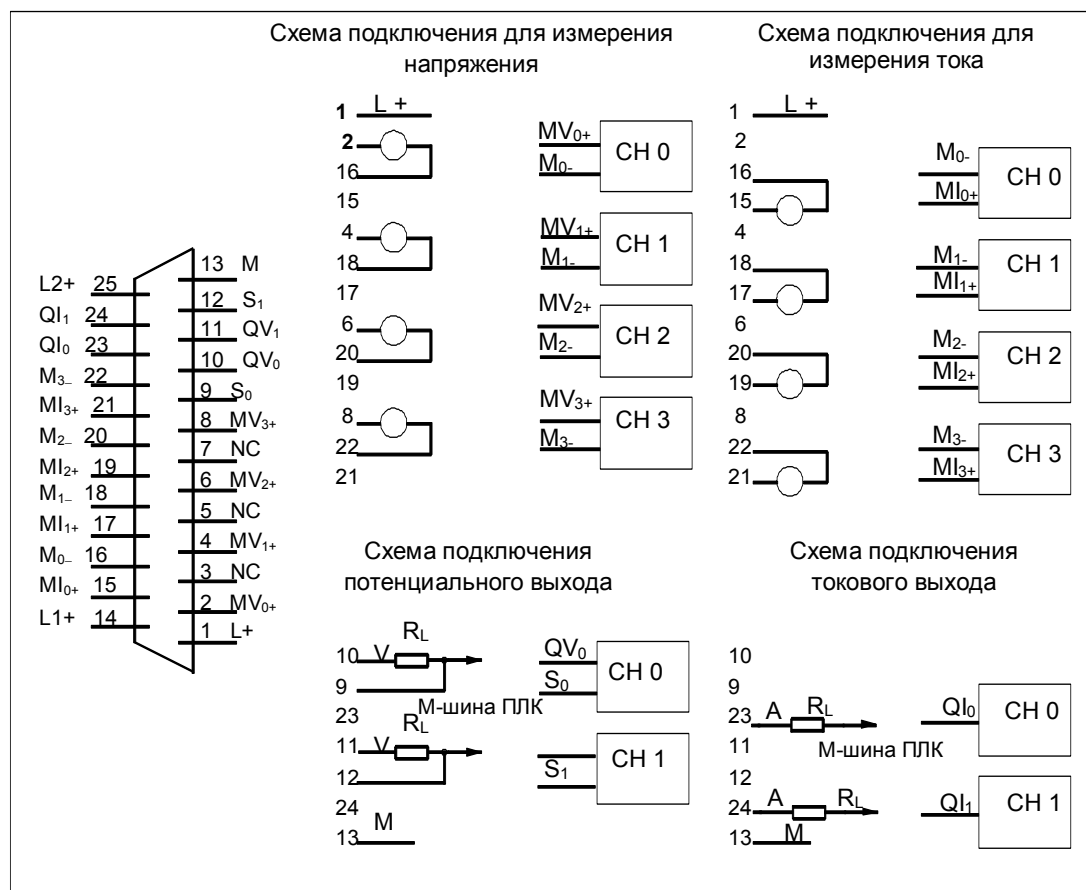 Схема подключения для измерения
напряжения
1 L +
2
16
15
4
18
17
6
20
19
8
22
21
MV0+
M0-
CH 0
MV1+
M1-
CH 1
MV2+
M2-
CH 2
MV3+
M3-
CH 3
Схема подключения для
измерения тока
1 L +
2
16
15
4
18
17
6
20
19
8
22
21
M0-
MI0+
CH 0
M1-
MI1+
CH 1
M2-
MI2+
CH 2
M3-
MI3+
CH 3
L2+ 25
QI1 24
QI0 23
M3– 22
MI3+ 21
M2– 20
MI2+ 19
M1– 18
MI1+ 17
M0– 16
MI0+ 15
L1+ 14
13 M
12 S1
11 QV1
10 QV0
9 S0
8 MV3+
7 NC
6 MV2+
5 NC
4 MV1+
3 NC
2 MV0+
1 L+
Схема подключения
потенциального выхода
10 V RL
9
23 М-шина ПЛК
11 V RL
12
24
13 M
QV0
S0
CH 0
S1
CH 1
Схема подключения
токового выхода
10
9
23 A RL
М-шина ПЛК
11
12
24 A RL
13 M
QI0
CH 0
QI1
CH 1